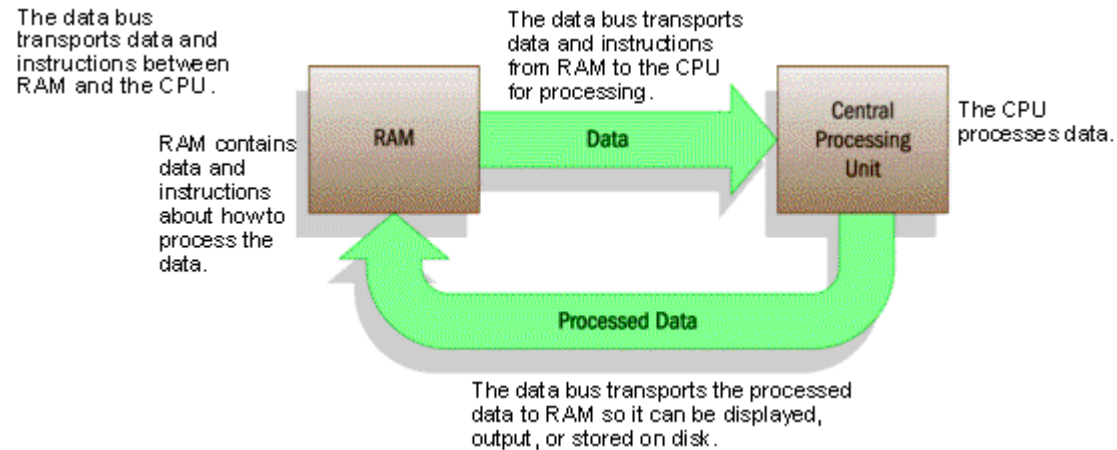 The data bus
transports data and
instructions between
RAM and the CPU.
The data bus transports
data and instructions
from RAM to the CPU
for processing.
RAM
Data
Central
Processing
Unit
The CPU
processes data.
RAM contains
data and
instructions
about how to
process the
data.
Processed Data
The data bus transports the processed
data to RAM so it can be displayed,
output, or stored on disk.